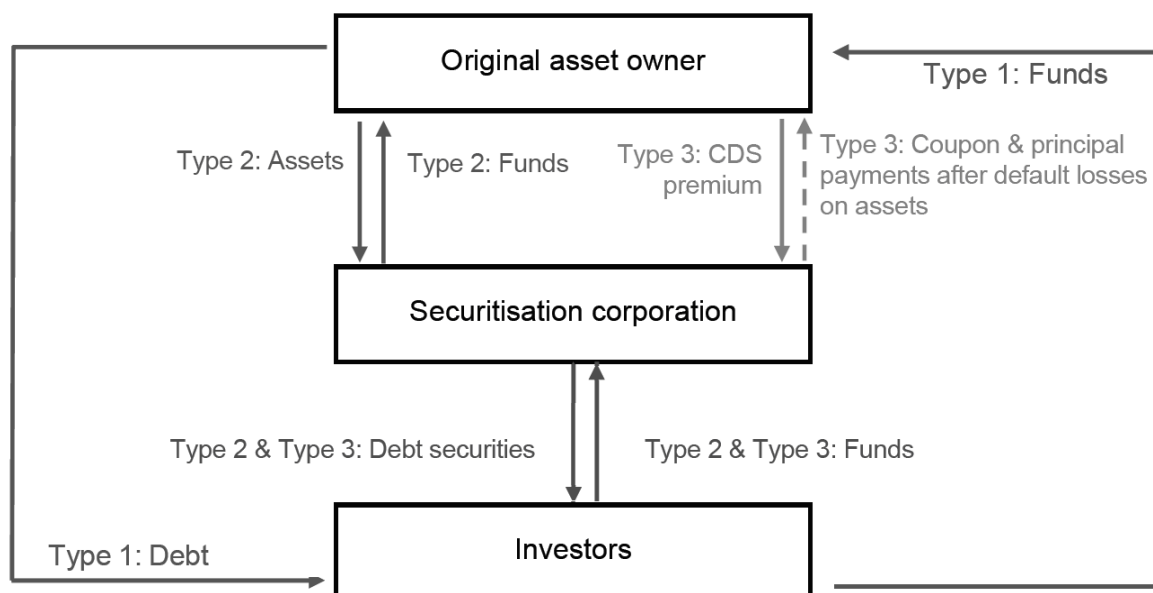 Original asset owner
Type 1: Funds
Type 2: Assets
Type 2: Funds
Type 3: CDS
premium
Type 3: Coupon & principal
payments after default losses
on assets
Securitisation corporation
Type 2 & Type 3: Debt securities
Type 2 & Type 3: Funds
Type 1: Debt
Investors